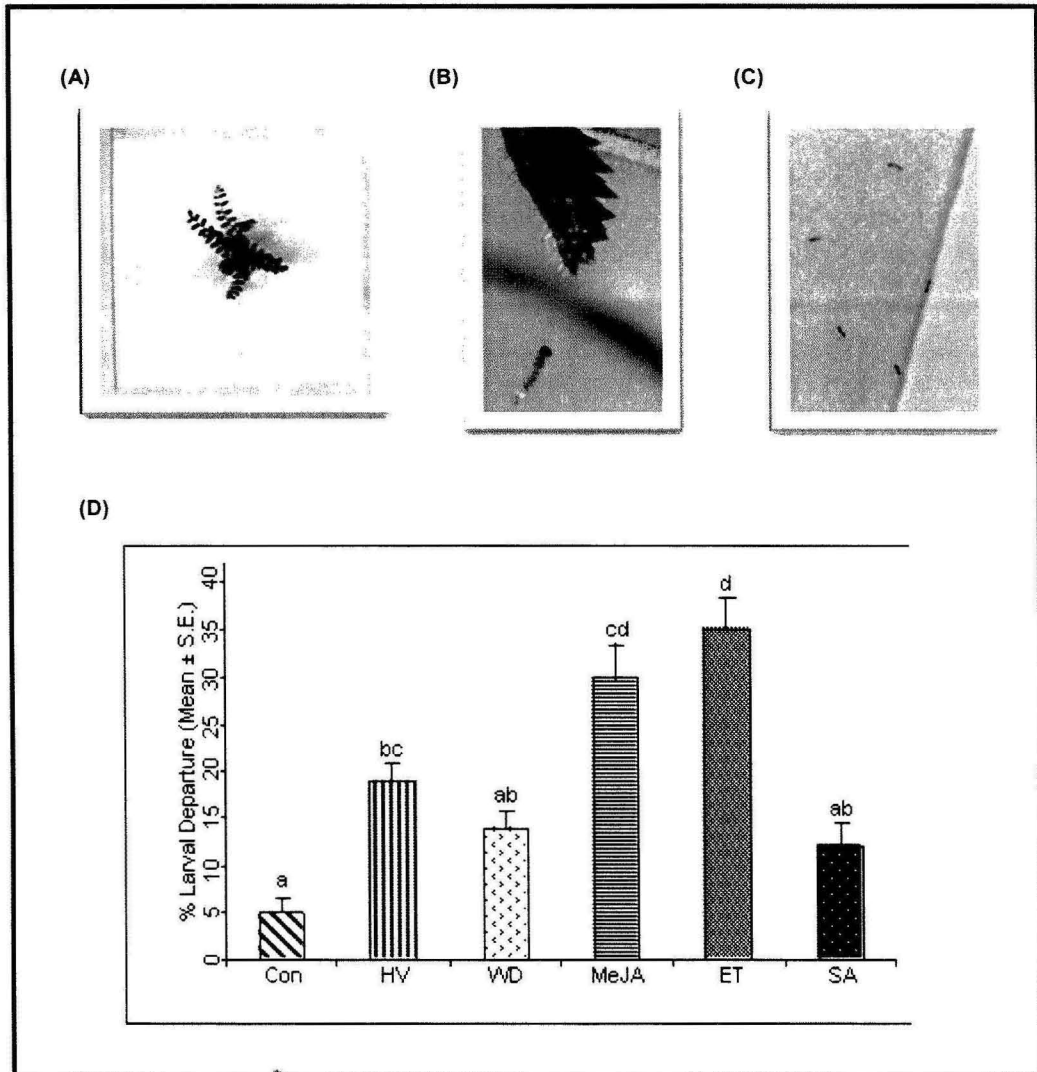 (A) (B) (C)
(D)
% Larval Departure (Mean ± S.E.)
40
35
30
25
20
15
10
5
0
a
bc
ab
cd
d
ab
Con HV WD MeJA ET SA